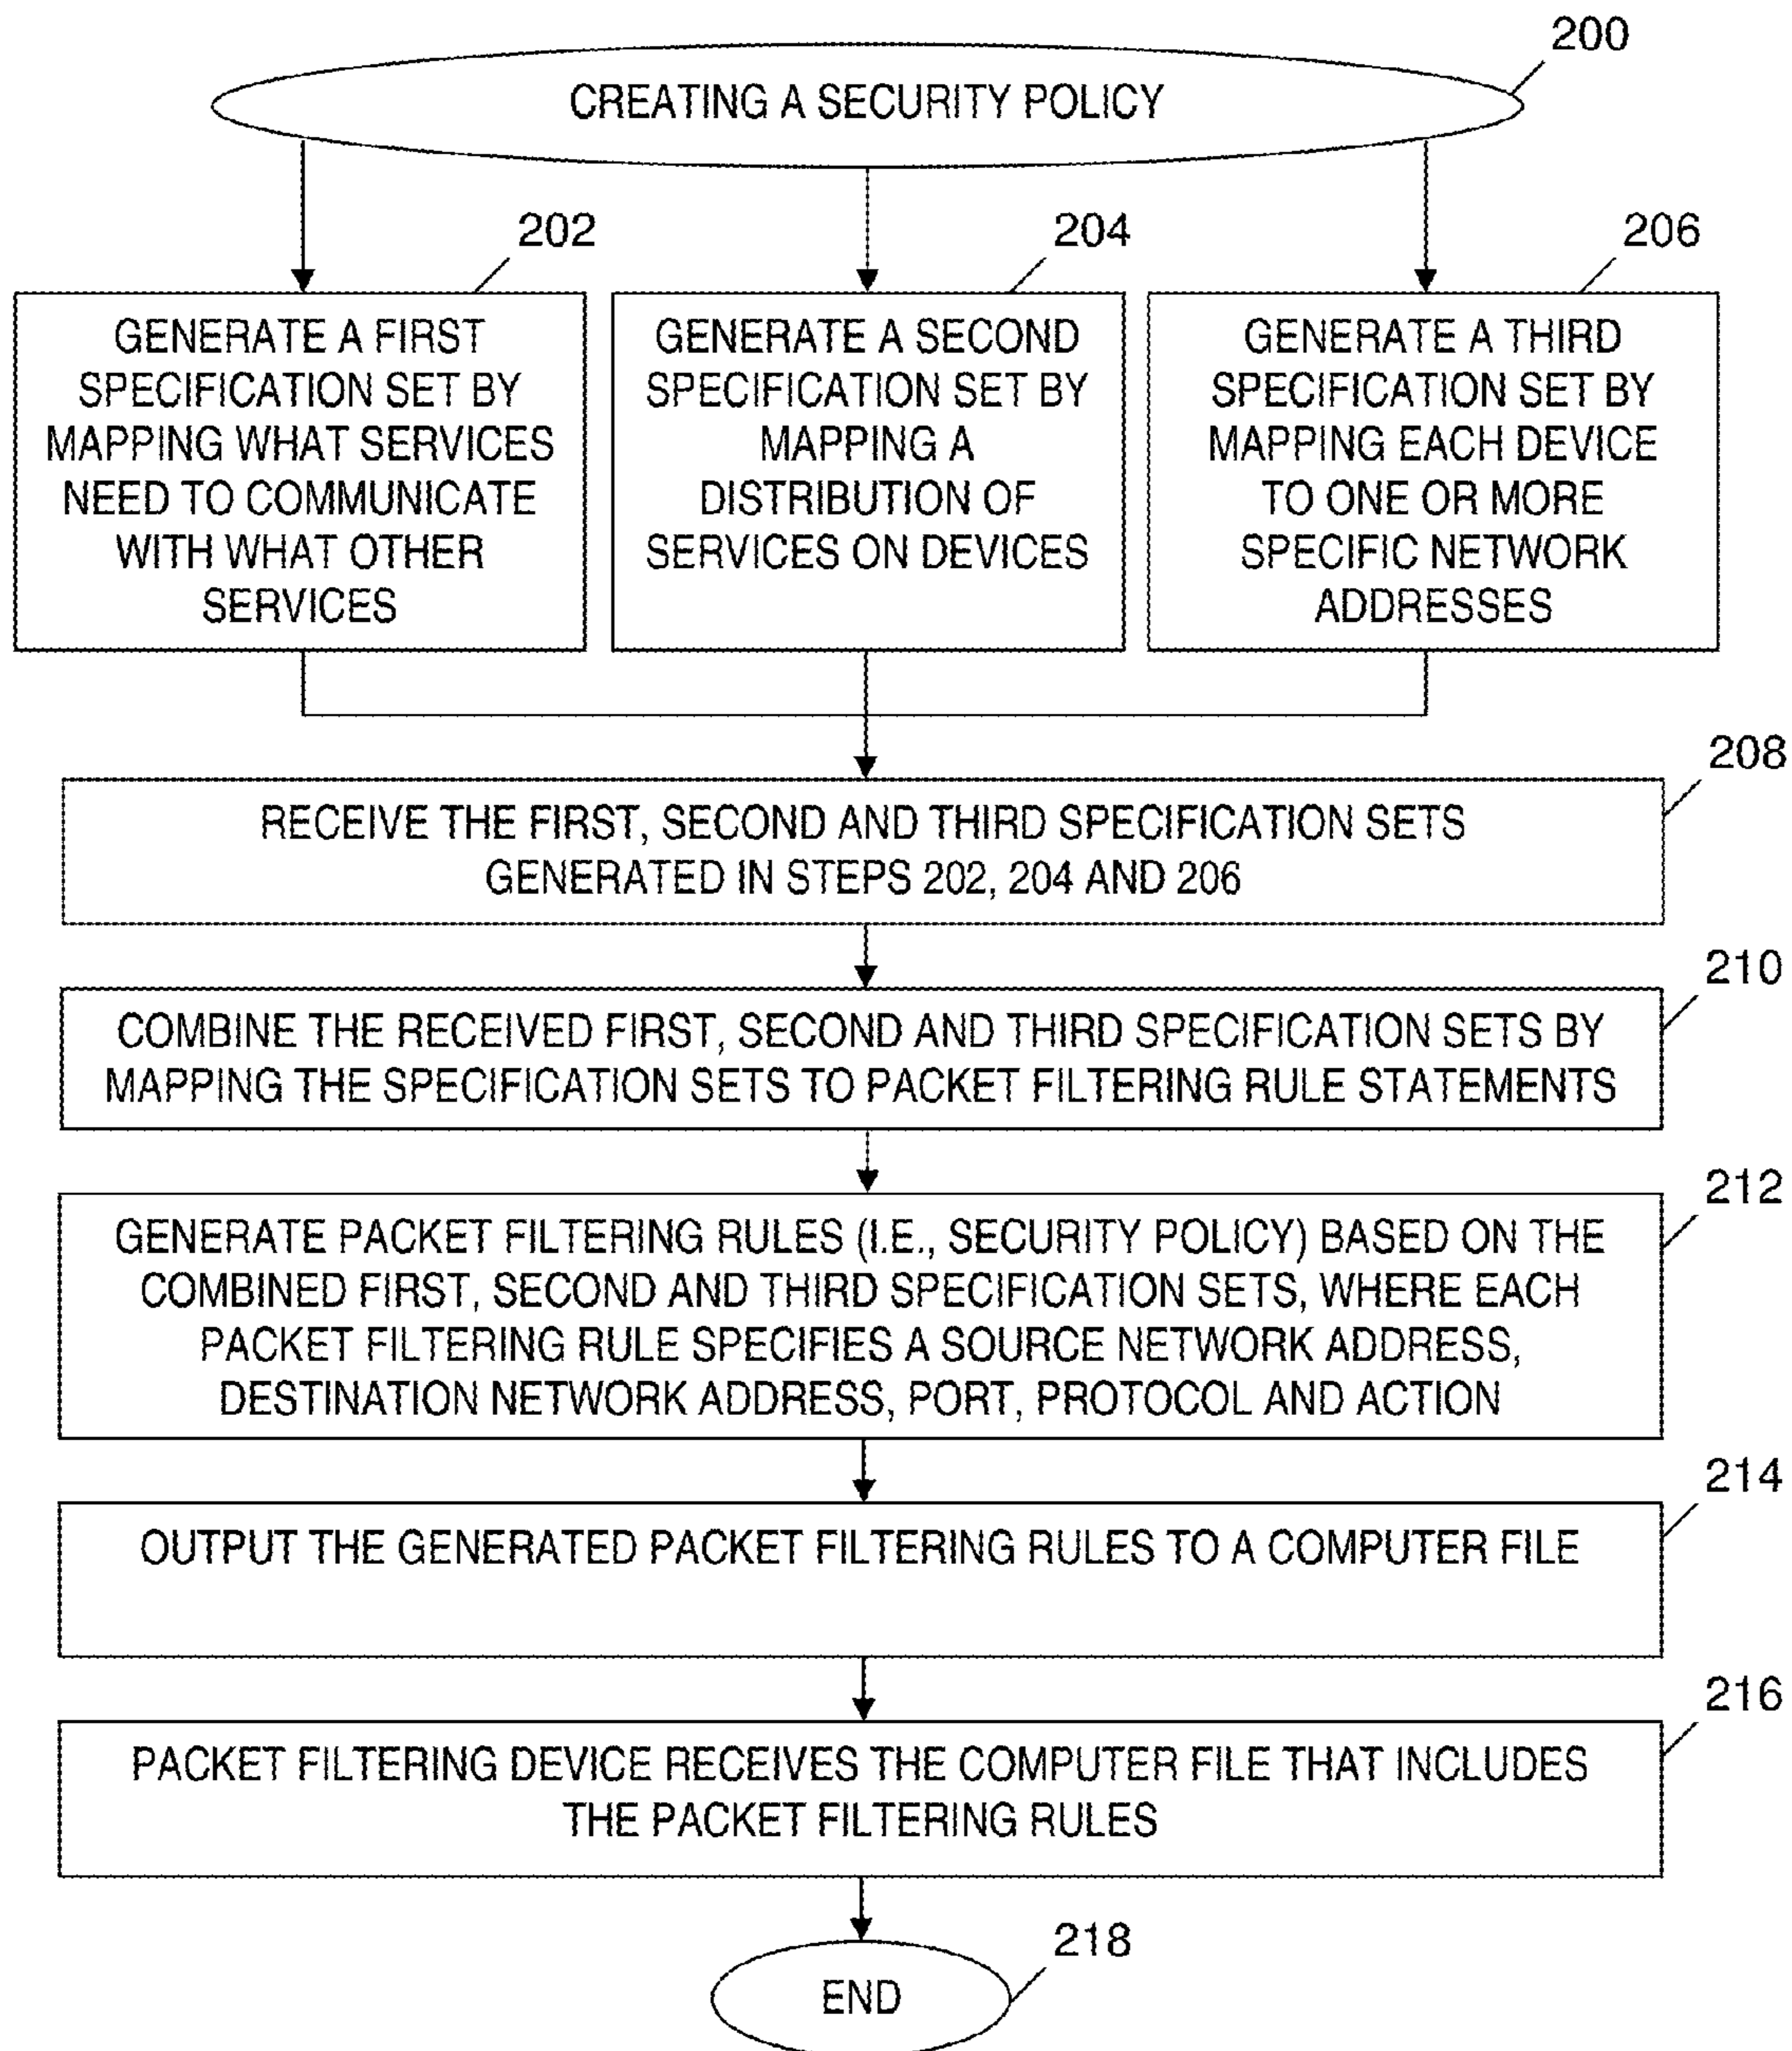 200
CREATING A SECURITY POLICY
202
204
206
GENERATE A FIRST
SPECIFICATION SET BY
MAPPING WHAT SERVICES
NEED TO COMMUNICATE
WITH WHAT OTHER
SERVICES
GENERATE A SECOND
SPECIFICATION SET BY
MAPPING A
DISTRIBUTION OF
SERVICES ON DEVICES
GENERATE A THIRD
SPECIFICATION SET BY
MAPPING EACH DEVICE
TO ONE OR MORE
SPECIFIC NETWORK
ADDRESSES
208
RECEIVE THE FIRST, SECOND AND THIRD SPECIFICATION SETS
GENERATED IN STEPS 202, 204 AND 206
210
COMBINE THE RECEIVED FIRST, SECOND AND THIRD SPECIFICATION SETS BY
MAPPING THE SPECIFICATION SETS TO PACKET FILTERING RULE STATEMENTS
212
GENERATE PACKET FILTERING RULES (I.E., SECURITY POLICY) BASED ON THE
COMBINED FIRST, SECOND AND THIRD SPECIFICATION SETS, WHERE EACH
PACKET FILTERING RULE SPECIFIES A SOURCE NETWORK ADDRESS,
DESTINATION NETWORK ADDRESS, PORT, PROTOCOL AND ACTION
214
OUTPUT THE GENERATED PACKET FILTERING RULES TO A COMPUTER FILE
216
PACKET FILTERING DEVICE RECEIVES THE COMPUTER FILE THAT INCLUDES
THE PACKET FILTERING RULES
218
END